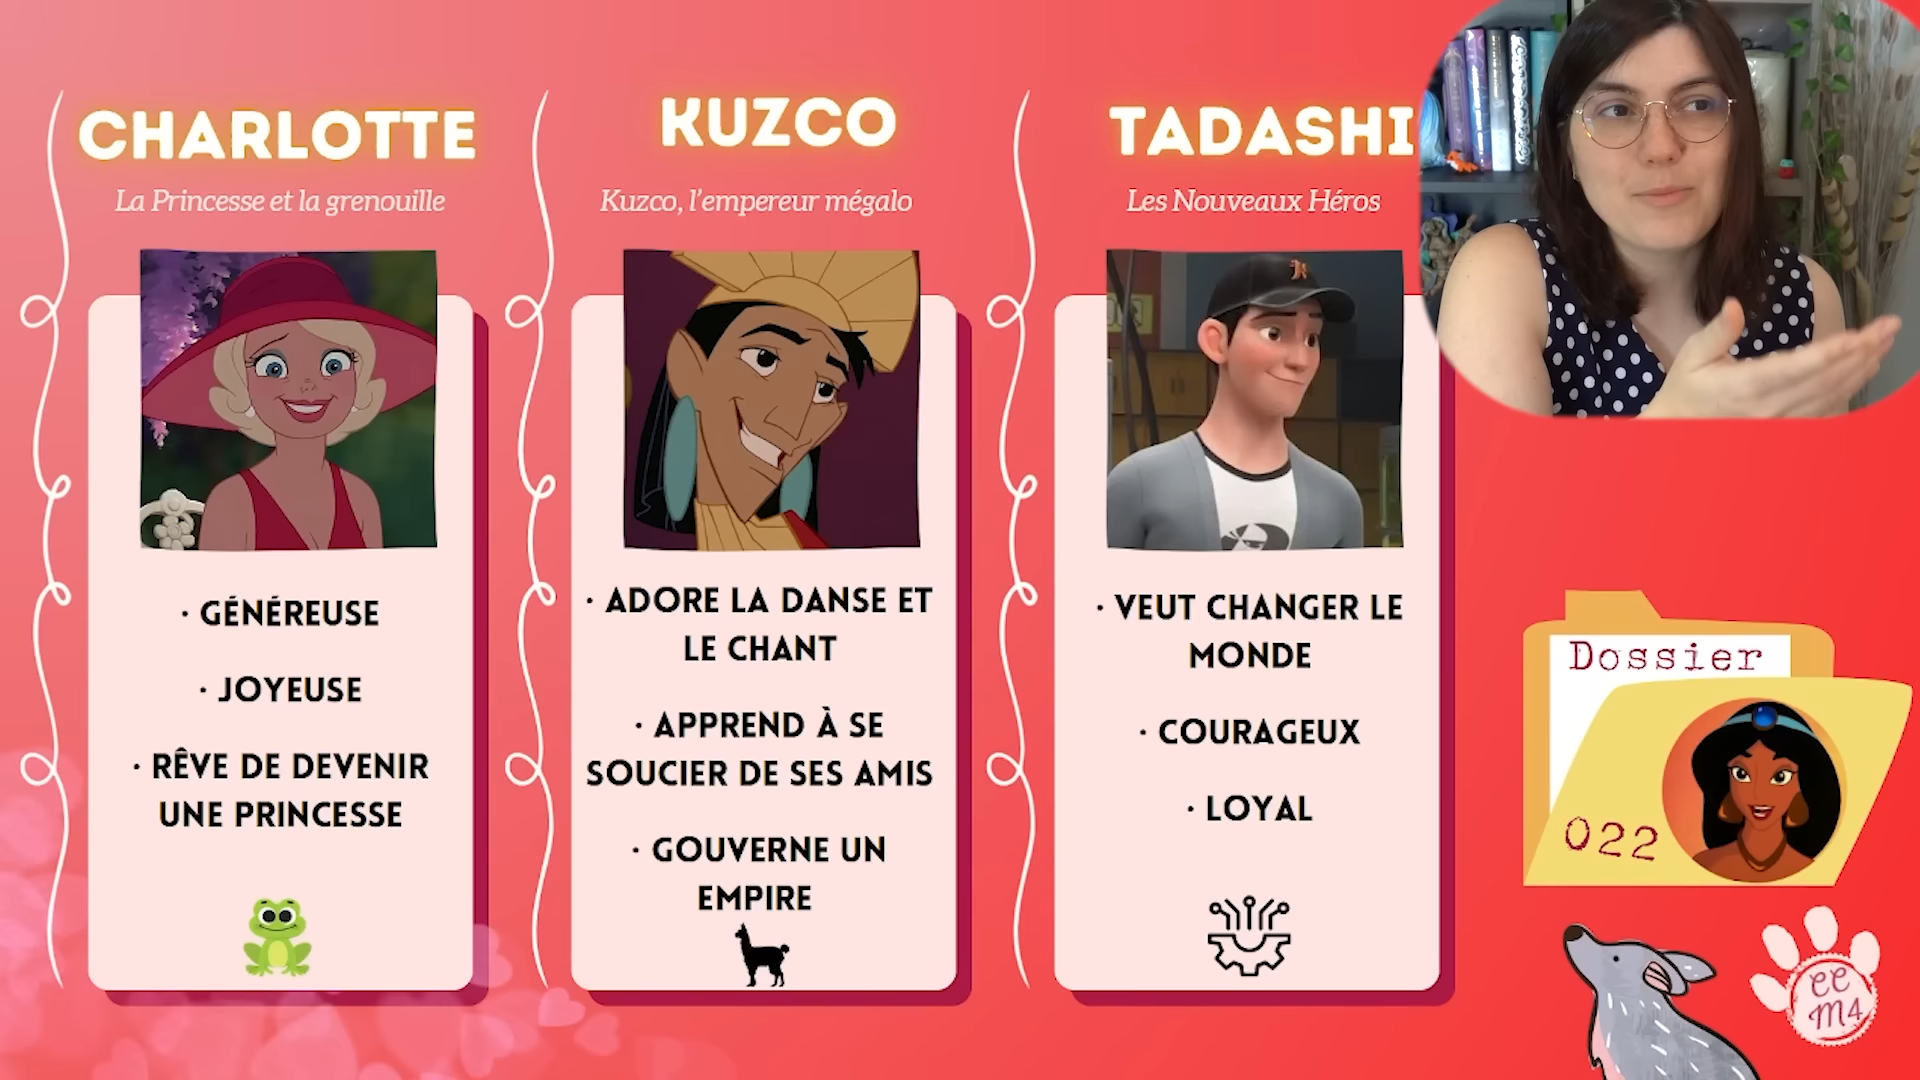 CHARLOTTE
La Princesse et la grenouille
· GÉNÉREUSE
· JOYEUSE
· RÊVE DE DEVENIR
UNE PRINCESSE
KUZCO
Kuzco, l'empereur mégalo
· ADORE LA DANSE ET
LE CHANT
· APPREND À SE
SOUCIER DE SES AMIS
· GOUVERNE UN
EMPIRE
TADASHI
Les Nouveaux Héros
· VEUT CHANGER LE
MONDE
· COURAGEUX
· LOYAL
Dossier
022
EE
M4